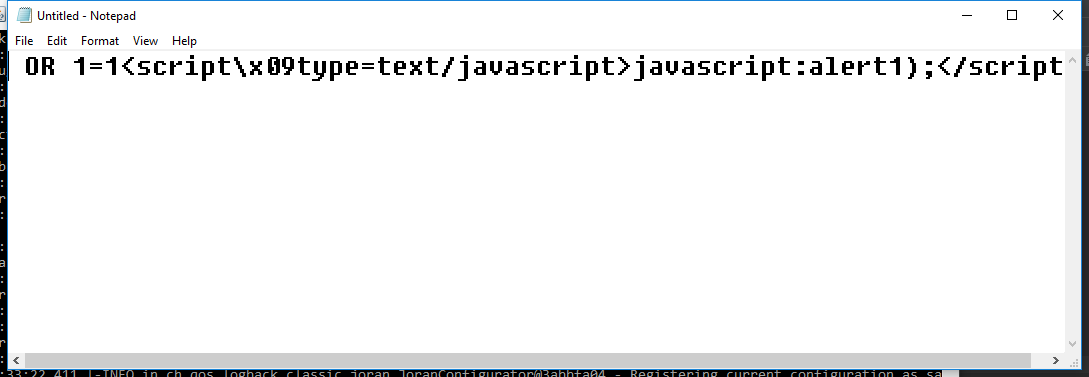 Untitled - Notepad
File Edit Format View Help
OR 1=1<script\x09type=text/javascript>javascript:alert1);</script
:33:22,411 |-INFO in ch.qos.logback.classic.joran.JoranConfigurator@3abbfa04 - Registering current configuration as sa